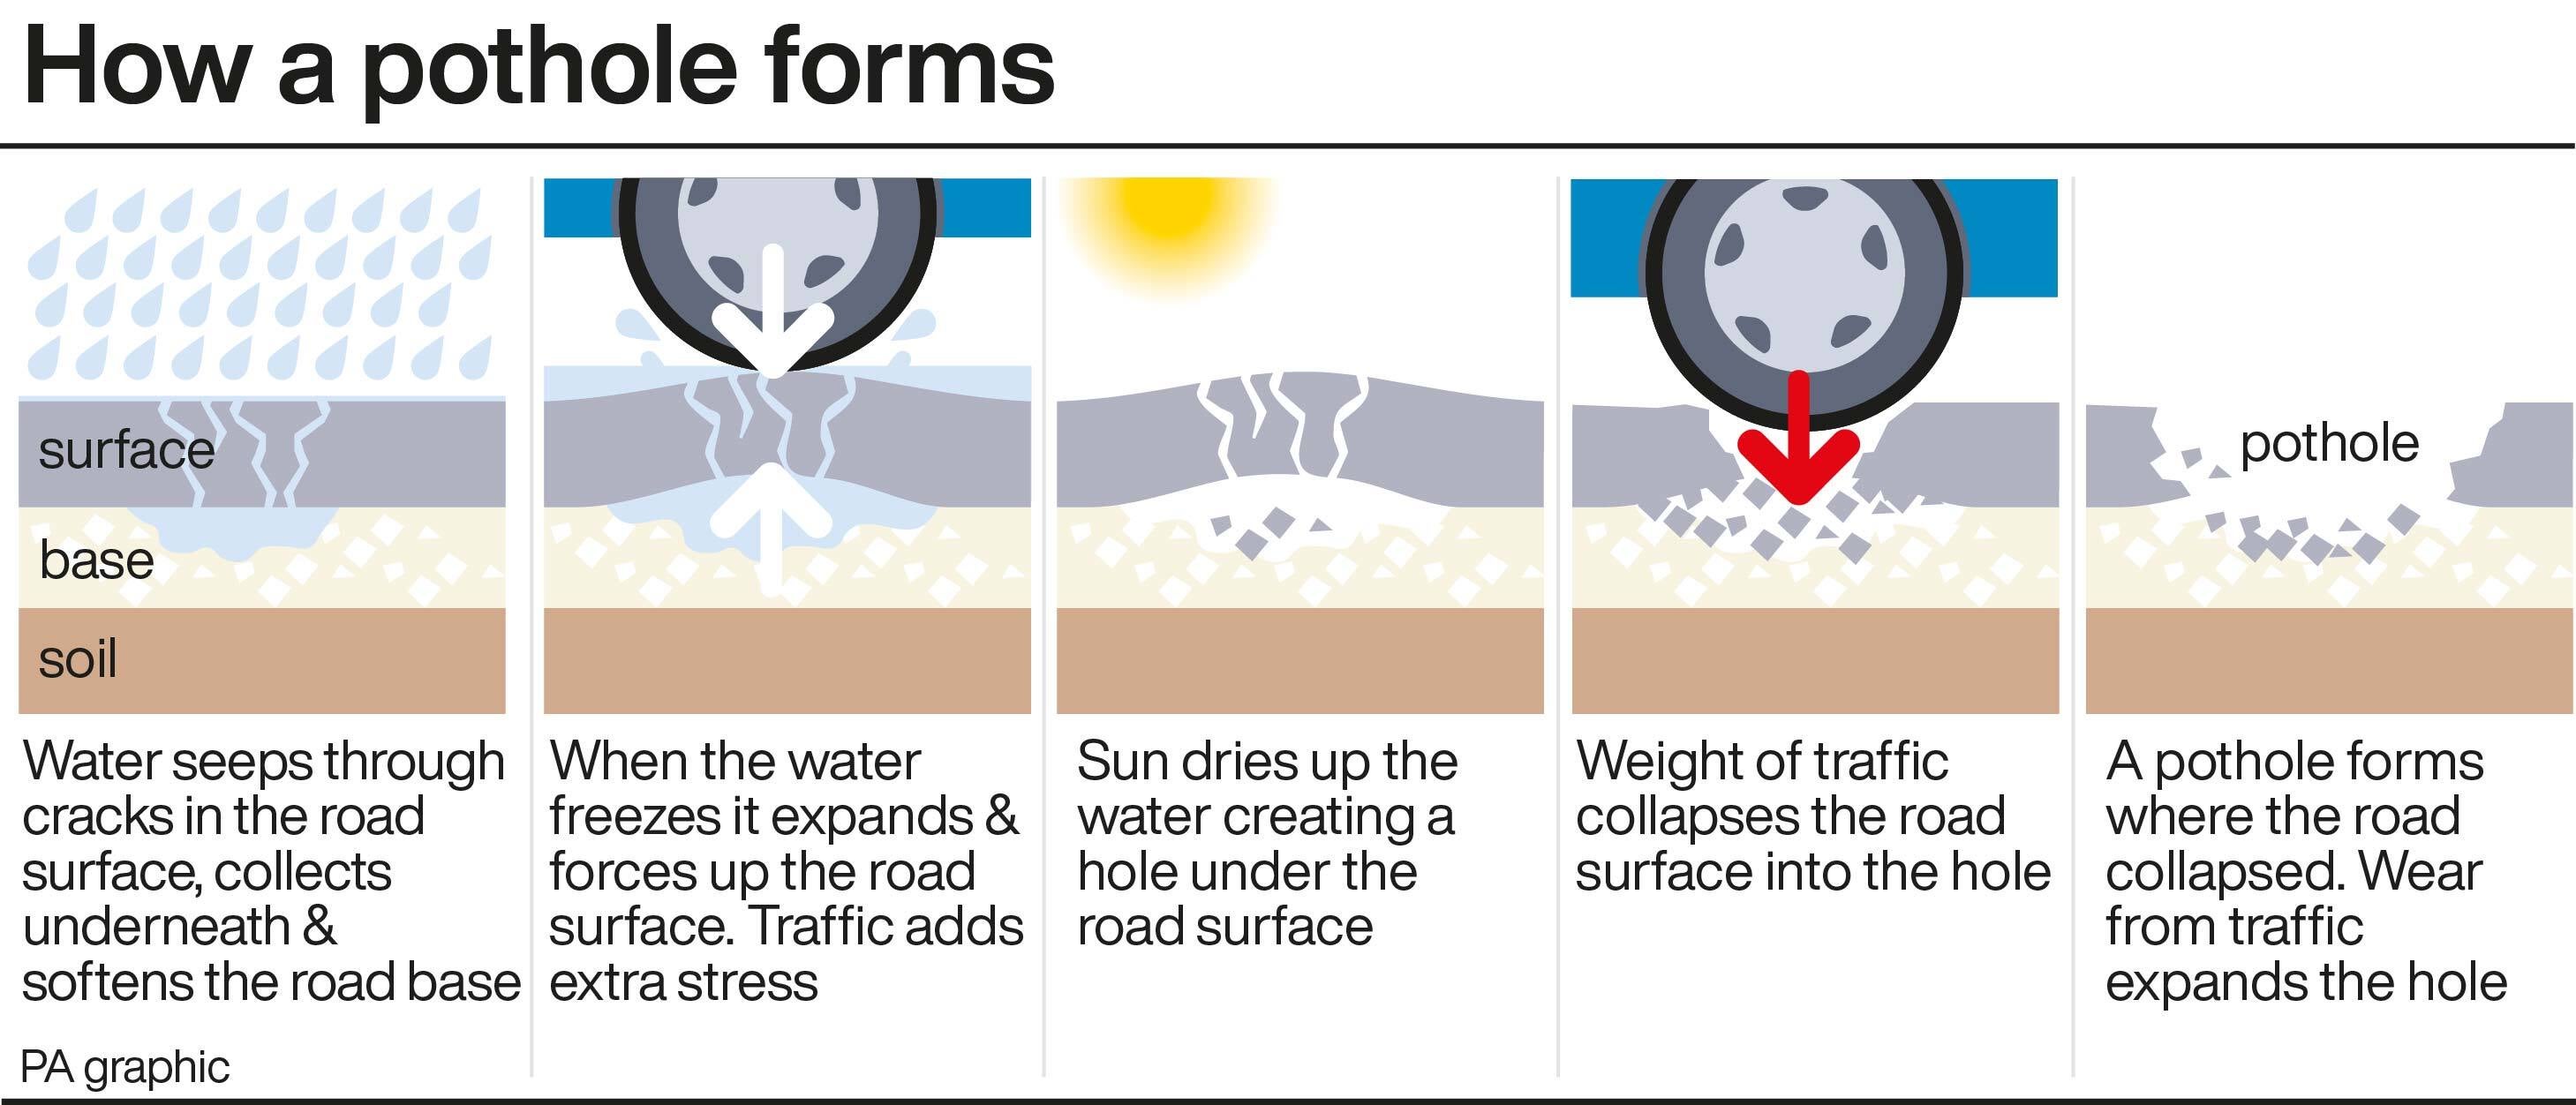 How a pothole forms
surface
base
soil
Water seeps through
cracks in the road
surface, collects
underneath &
softens the road base
When the water
freezes it expands &
forces up the road
surface. Traffic adds
extra stress
Sun dries up the
water creating a
hole under the
road surface
Weight of traffic
collapses the road
surface into the hole
pothole
A pothole forms
where the road
collapsed. Wear
from traffic
expands the hole
PA graphic